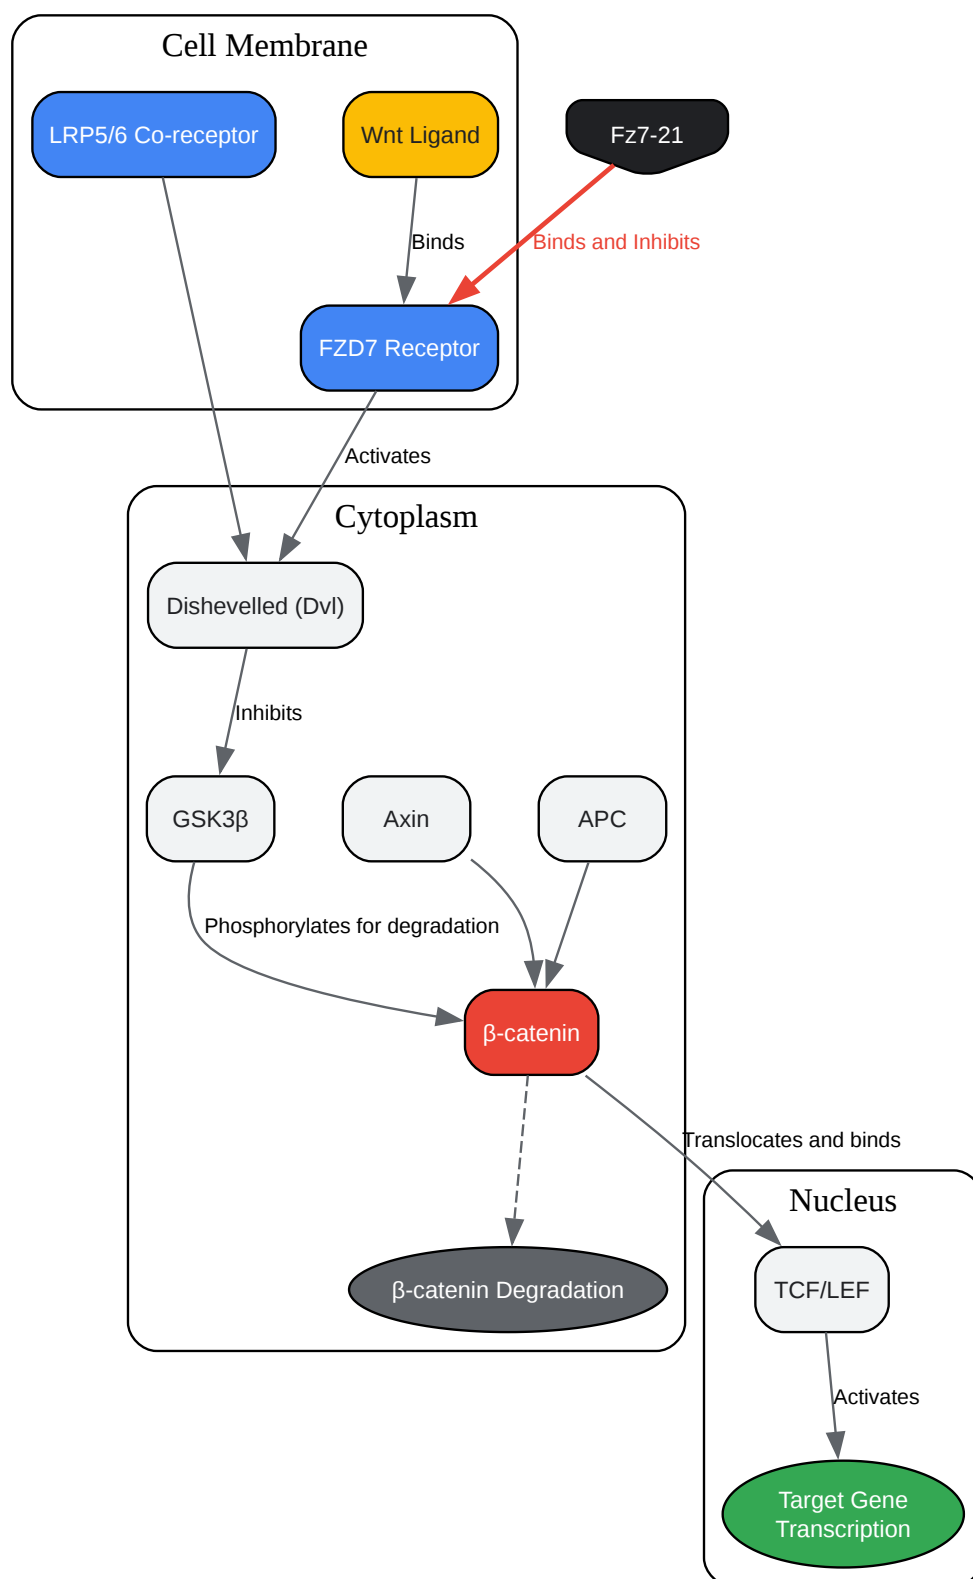 Cell Membrane
LRP5/6 Co-receptor
Wnt Ligand
Fz7-21
Binds
Binds and Inhibits
FZD7 Receptor
Activates
Cytoplasm
Dishevelled (Dvl)
Inhibits
GSK3β
Axin
APC
Phosphorylates for degradation
β-catenin
Translocates and binds
Nucleus
β-catenin Degradation
TCF/LEF
Activates
Target Gene
Transcription